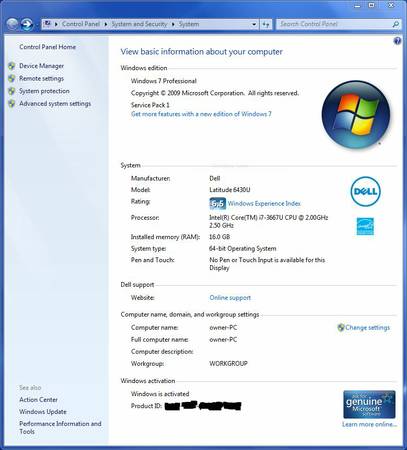 Control Panel ▸ System and Security ▸ System
Search Control Panel
Control Panel Home
Device Manager
Remote settings
System protection
Advanced system settings
View basic information about your computer
Windows edition
Windows 7 Professional
Copyright © 2009 Microsoft Corporation. All rights reserved.
Service Pack 1
Get more features with a new edition of Windows 7
System
Manufacturer: Dell
Model: Latitude 6430U
Rating: 6,6 Windows Experience Index
Processor: Intel(R) Core(TM) i7-3667U CPU @ 2.00GHz
2.50 GHz
Installed memory (RAM): 16.0 GB
System type: 64-bit Operating System
Pen and Touch: No Pen or Touch Input is available for this
Display
DELL
Dell support
Website: Online support
Computer name, domain, and workgroup settings
Computer name: owner-PC
Change settings
Full computer name: owner-PC
Computer description:
Workgroup: WORKGROUP
Windows activation
Windows is activated
Product ID:
ask for
genuine
Microsoft
software
Learn more online...
See also
Action Center
Windows Update
Performance Information and
Tools